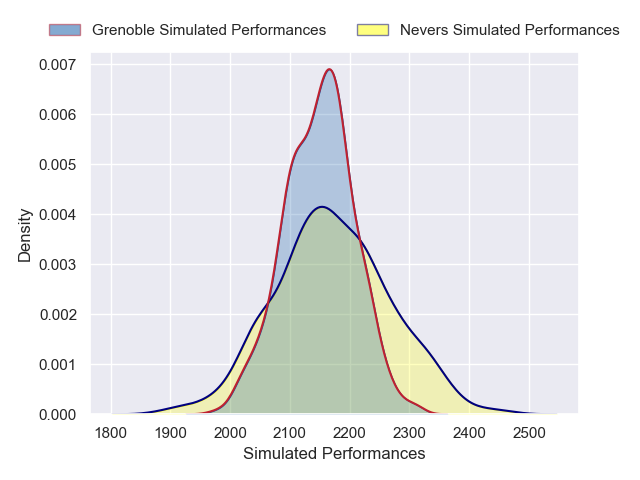 Grenoble Simulated Performances Nevers Simulated Performances
0.007
0.006
0.005
0.004
0.003
0.002
0.001
0.000
Density
1800 1900 2000 2100 2200 2300 2400 2500
Simulated Performances